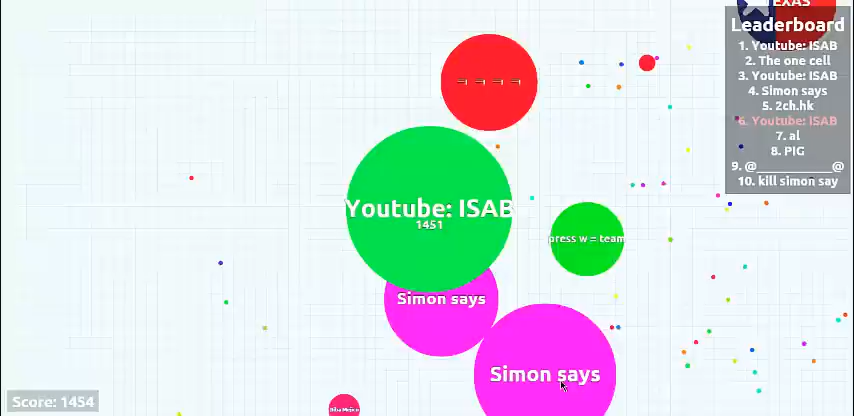 EXAS
Leaderboard
1. Youtube: ISAB
2. The one cell
3. Youtube: ISAB
4. Simon says
5. 2ch.hk
6. Youtube: ISAB
7. al
8. PIG
9. @__________@
10. kill simon say
Youtube: ISAB
1451
press w = team
Simon says
Simon says
Score: 1454